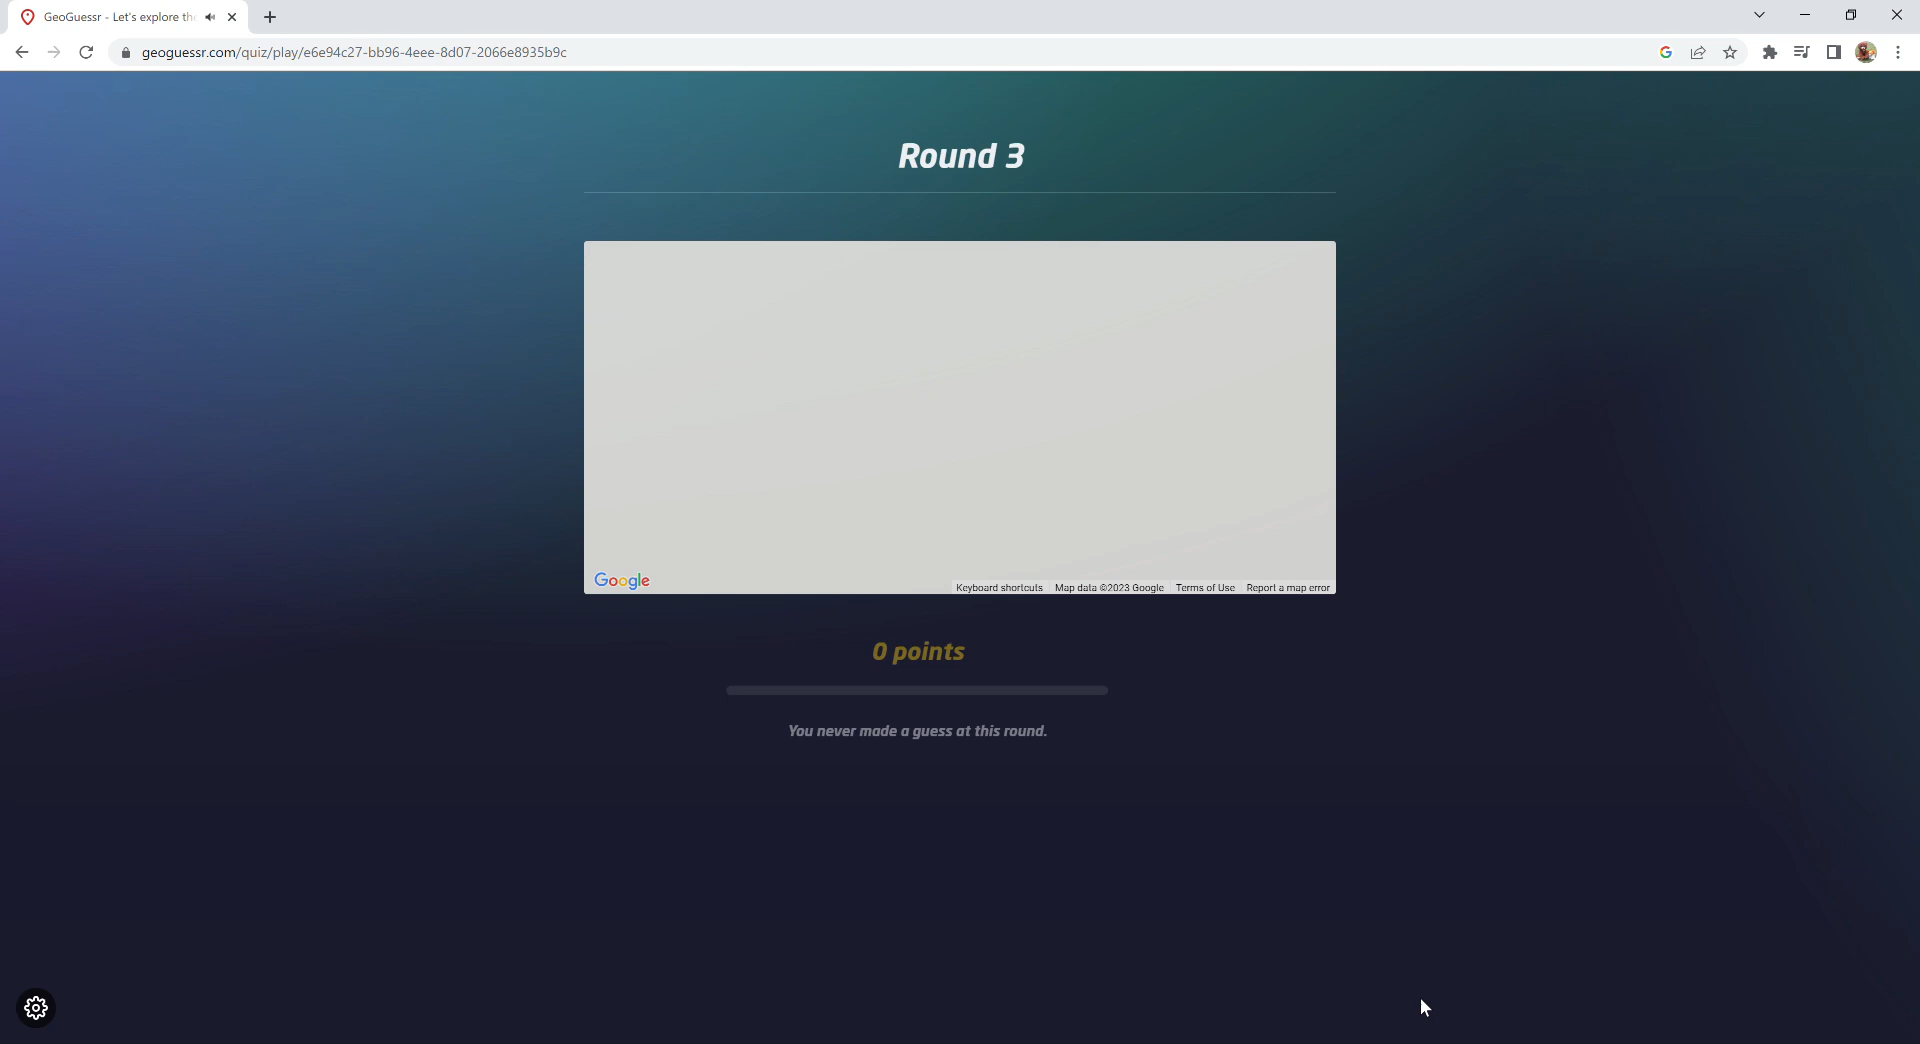 GeoGuessr - Let's explore th
geoguessr.com/quiz/play/e6e94c27-bb96-4eee-8d07-2066e8935b9c
Round 3
Google
Keyboard shortcuts Map data ©2023 Google Terms of Use Report a map error
0 points
You never made a guess at this round.